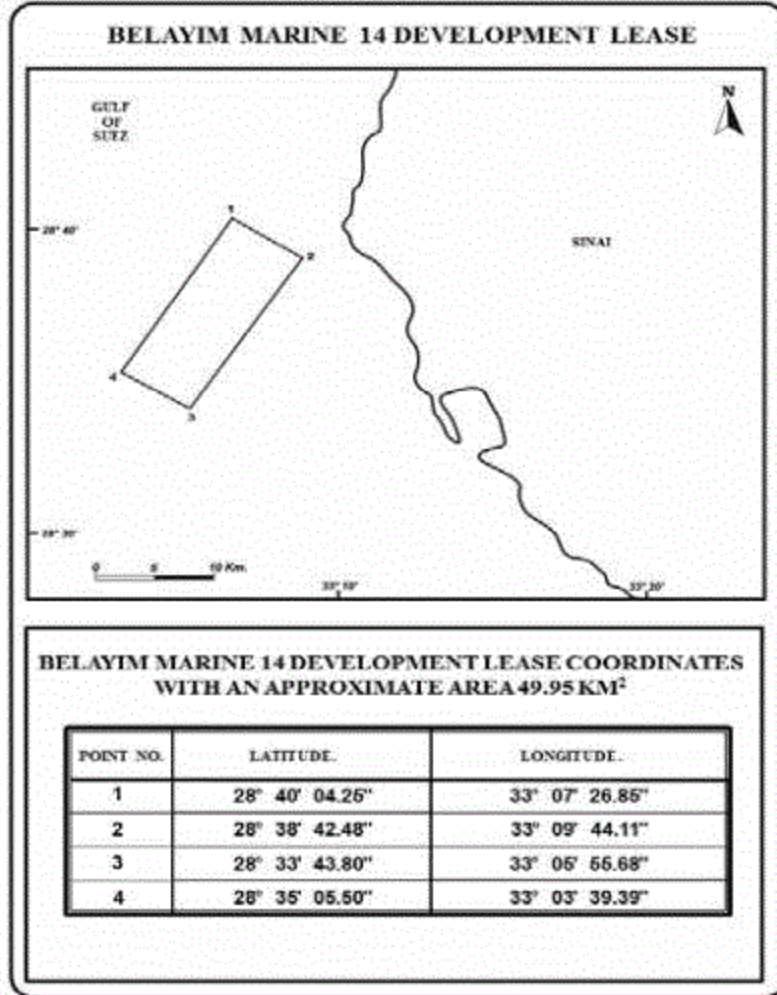 BELAYIM MARINE 14 DEVELOPMENT LEASE
GULF
OF
SUEZ
N
1
28° 40'
2
SINAI
4
3
28° 30'
0 5 10 Km.
33° 10' 33° 20'
BELAYIM MARINE 14 DEVELOPMENT LEASE COORDINATES
WITH AN APPROXIMATE AREA 49.95 KM²
POINT NO. LATITUDE. LONGITUDE.
1 28° 40' 04.25" 33° 07' 26.85"
2 28° 38' 42.48" 33° 09' 44.11"
3 28° 33' 43.80" 33° 05' 55.68"
4 28° 35' 05.50" 33° 03' 39.39"